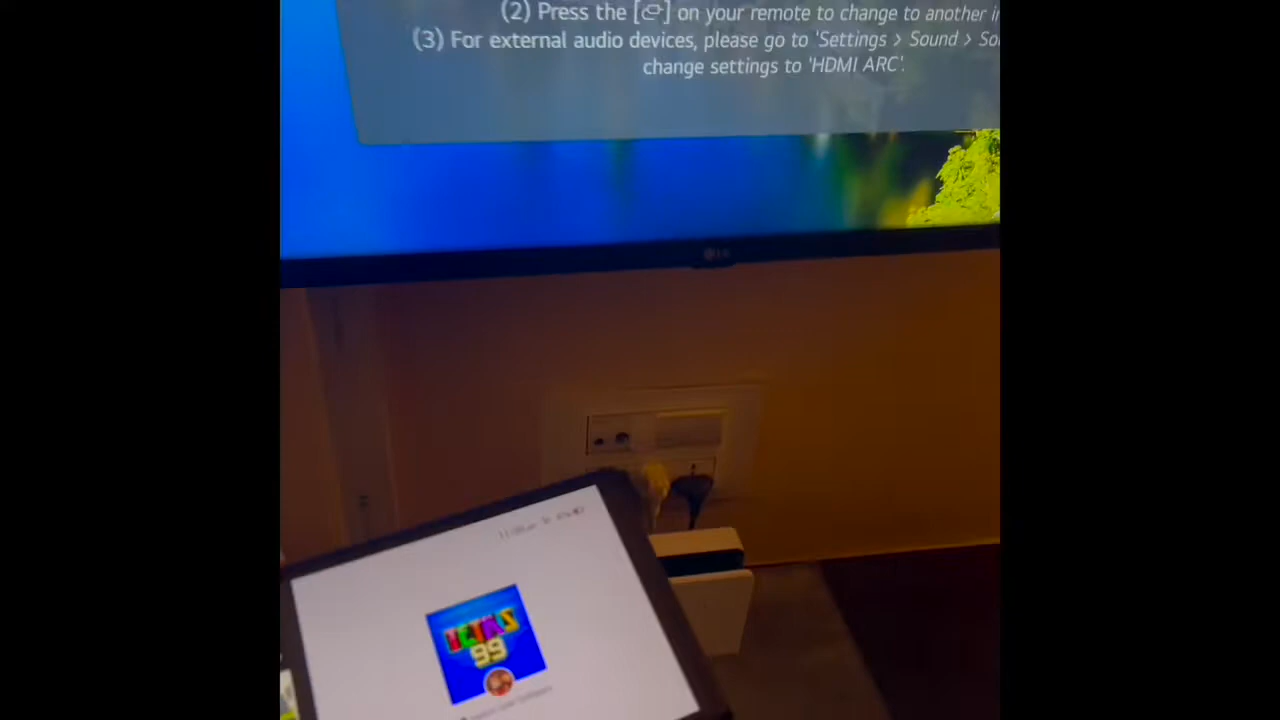 (2) Press the [ ] on your remote to change to another
(3) For external audio devices, please go to 'Settings > Sound >
change settings to 'HDMI ARC'.
LG
TETRIS
99